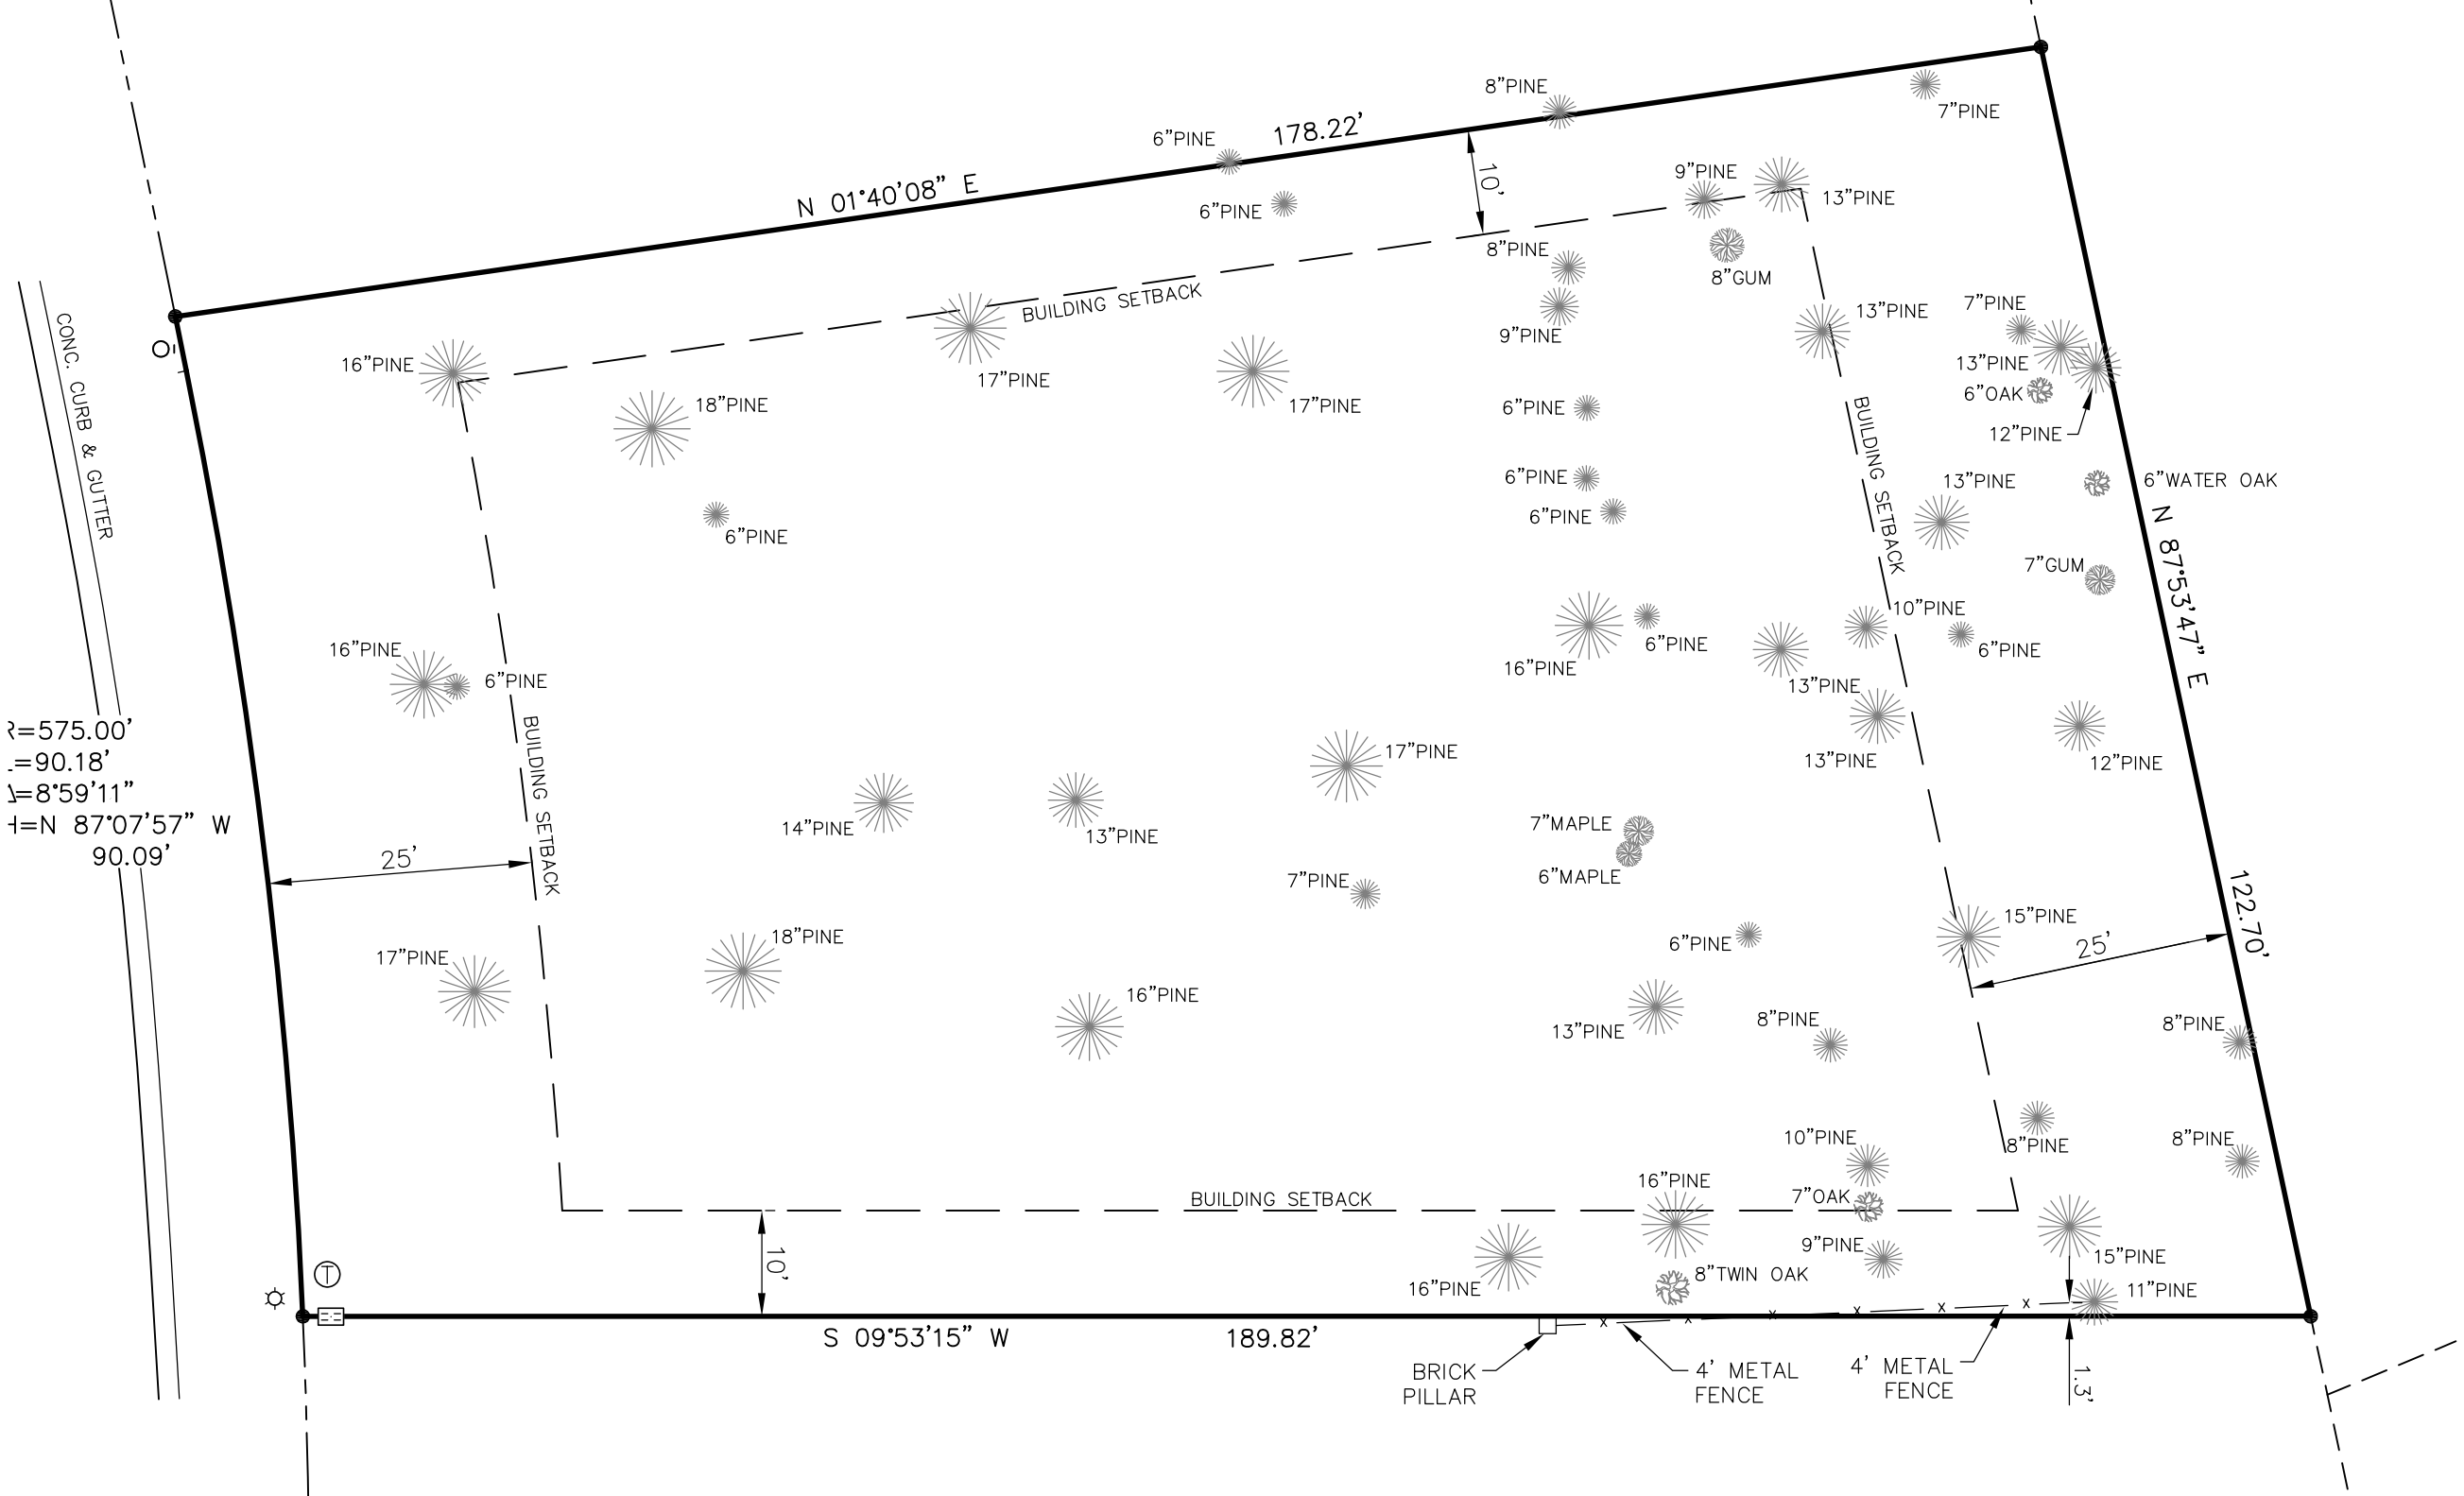 8”PINE
7”PINE
178.22’
6”PINE
10’
9”PINE
13”PINE
N 01°40’08” E
6”PINE
8”PINE
8”GUM
BUILDING SETBACK
CONC. CURB & GUTTER
7”PINE
13”PINE
9”PINE
16”PINE
13”PINE
17”PINE
6”OAK
18”PINE
17”PINE
6”PINE
12”PINE
BUILDING SETBACK
6”PINE
13”PINE
6”WATER OAK
6”PINE
6”PINE
N 87°53’47” E
7”GUM
10”PINE
16”PINE
6”PINE
6”PINE
16”PINE
6”PINE
13”PINE
=575.00’
=90.18’
=8°59’11”
=N 87°07’57” W
90.09’
BUILDING SETBACK
17”PINE
13”PINE
12”PINE
14”PINE
13”PINE
7”MAPLE
6”MAPLE
25’
7”PINE
122.70’
15”PINE
18”PINE
6”PINE
25’
17”PINE
16”PINE
13”PINE
8”PINE
8”PINE
10”PINE
8”PINE
8”PINE
16”PINE
7”OAK
BUILDING SETBACK
10’
9”PINE
15”PINE
T
16”PINE
8”TWIN OAK
11”PINE
x x x x x x
S 09°53’15” W
189.82’
BRICK
PILLAR
4’ METAL
FENCE
4’ METAL
FENCE
1.3’